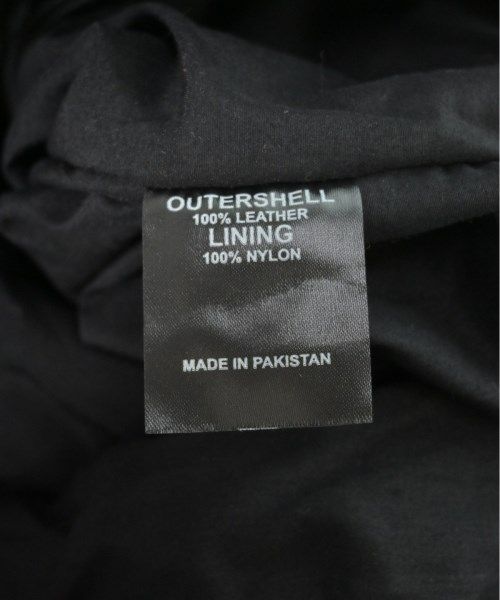 OUTERSHELL
100% LEATHER
LINING
100% NYLON
MADE IN PAKISTAN